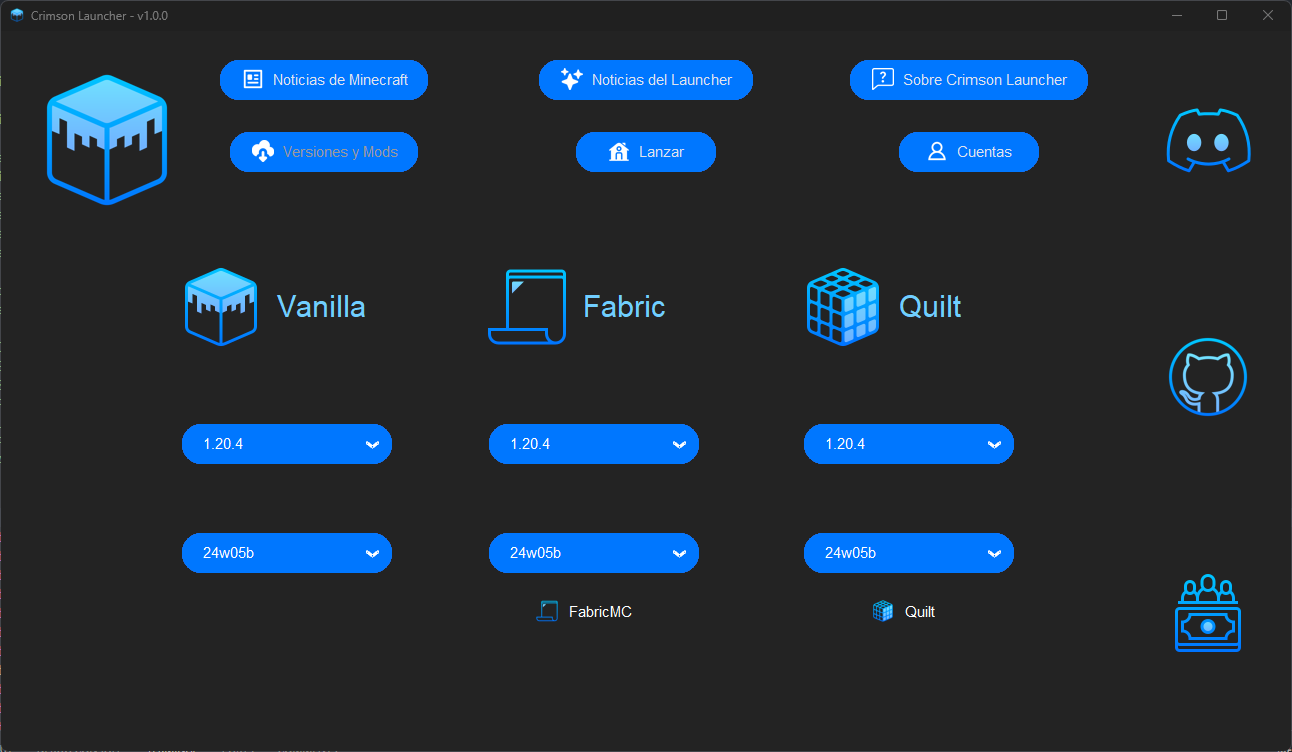 Crimson Launcher - v1.0.0
Noticias de Minecraft
Noticias del Launcher
Sobre Crimson Launcher
Versiones y Mods
Lanzar
Cuentas
Vanilla
Fabric
Quilt
1.20.4
1.20.4
1.20.4
24w05b
24w05b
24w05b
FabricMC
Quilt